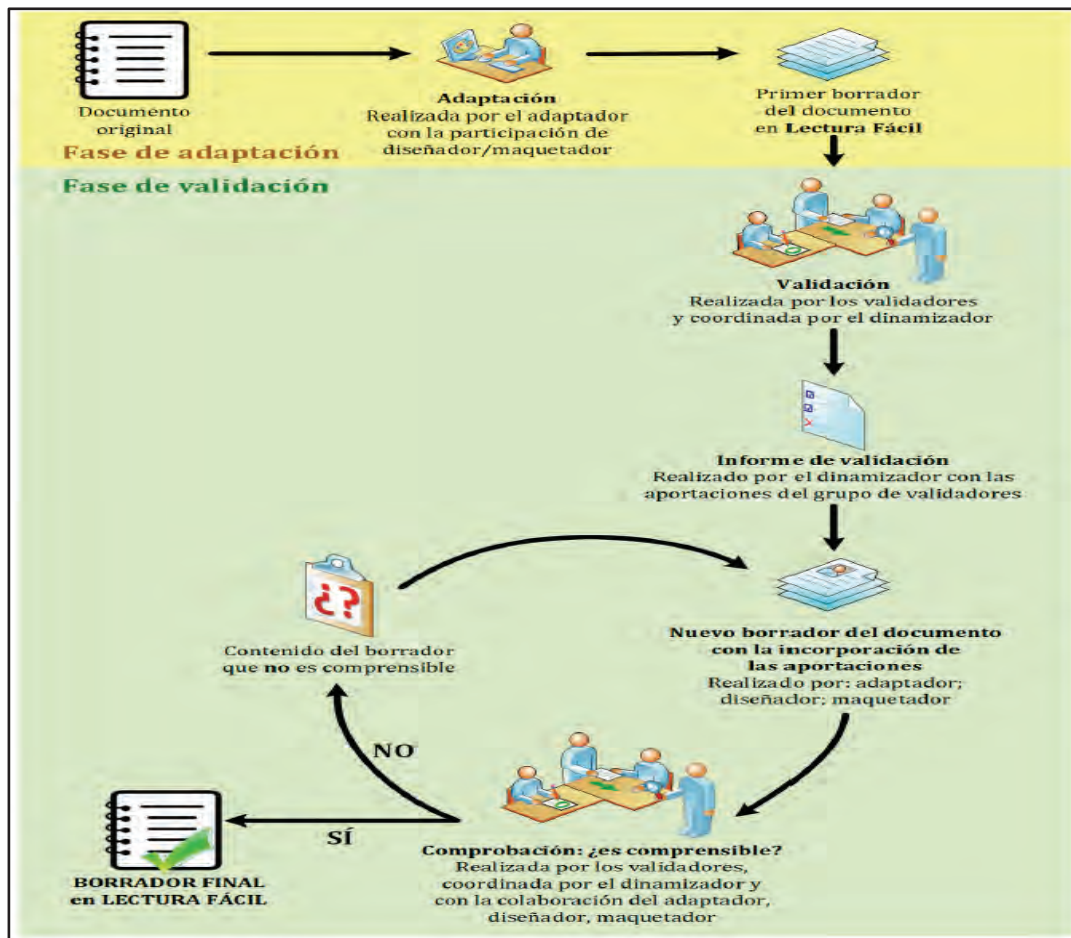 Documento
original
Adaptación
Realizada por el adaptador
con la participación de
diseñador/maquetador
Primer borrador
del documento
en Lectura Fácil
Fase de adaptación
Fase de validación
Validación
Realizada por los validadores
y coordinada por el dinamizador
Informe de validación
Realizado por el dinamizador con las
aportaciones del grupo de validadores
¿?
Contenido del borrador
que no es comprensible
Nuevo borrador del documento
con la incorporación de
las aportaciones
Realizado por: adaptador;
diseñador; maquetador
NO
SÍ
Comprobación: ¿es comprensible?
Realizada por los validadores,
coordinada por el dinamizador y
con la colaboración del adaptador,
diseñador, maquetador
BORRADOR FINAL
en LECTURA FÁCIL